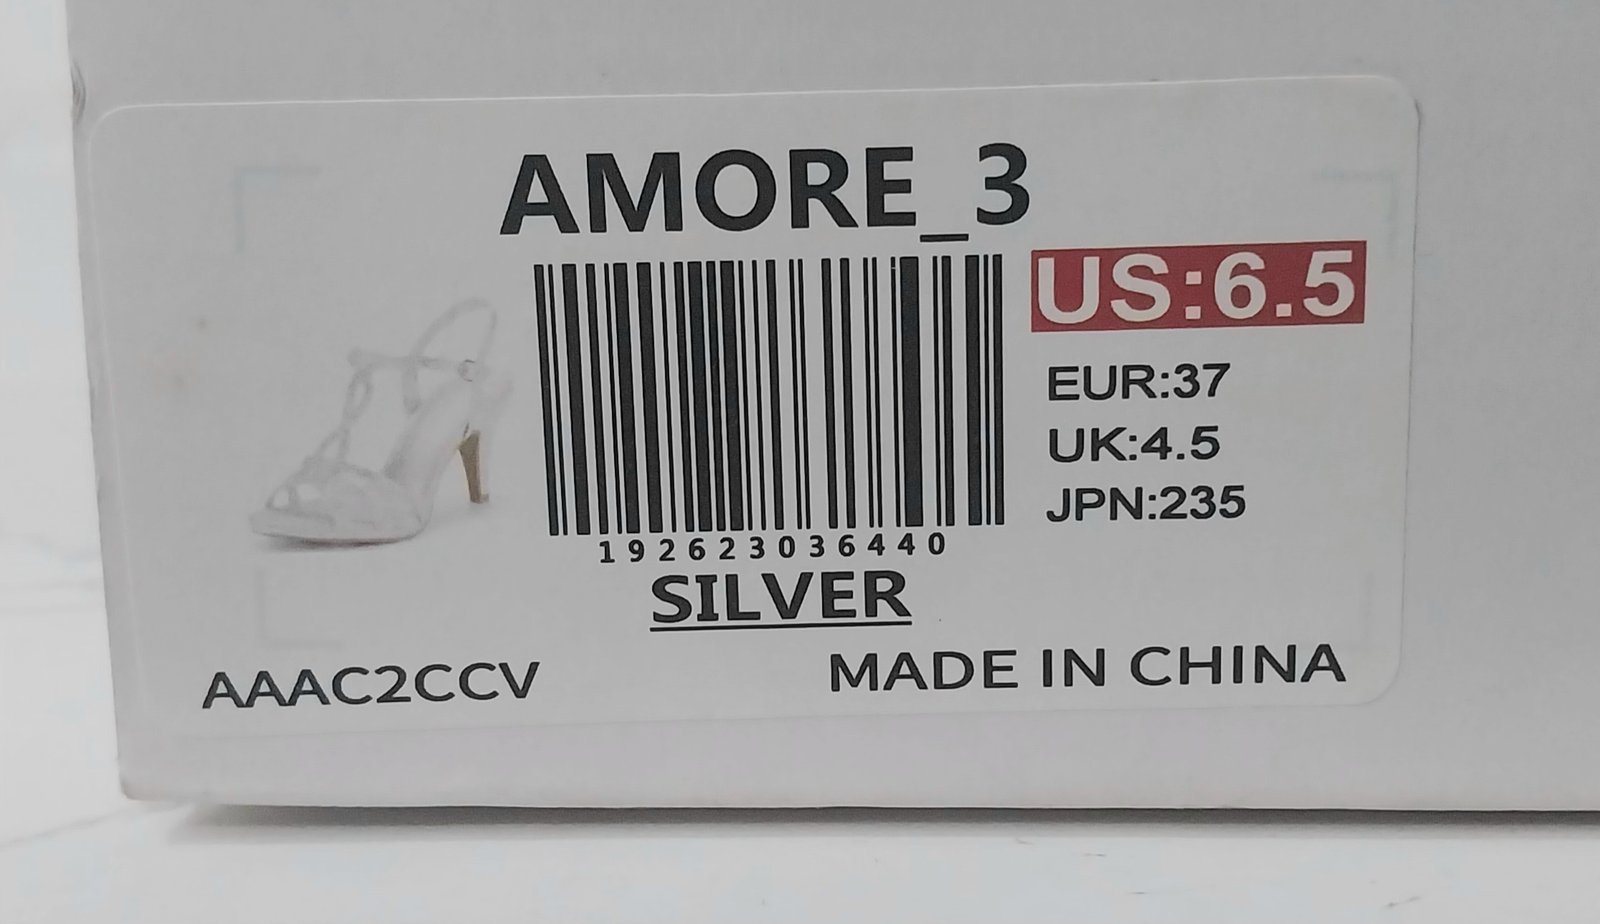 AMORE_3
US:6.5
EUR:37
UK:4.5
JPN:235
192623036440
SILVER
AAAC2CCV
MADE IN CHINA